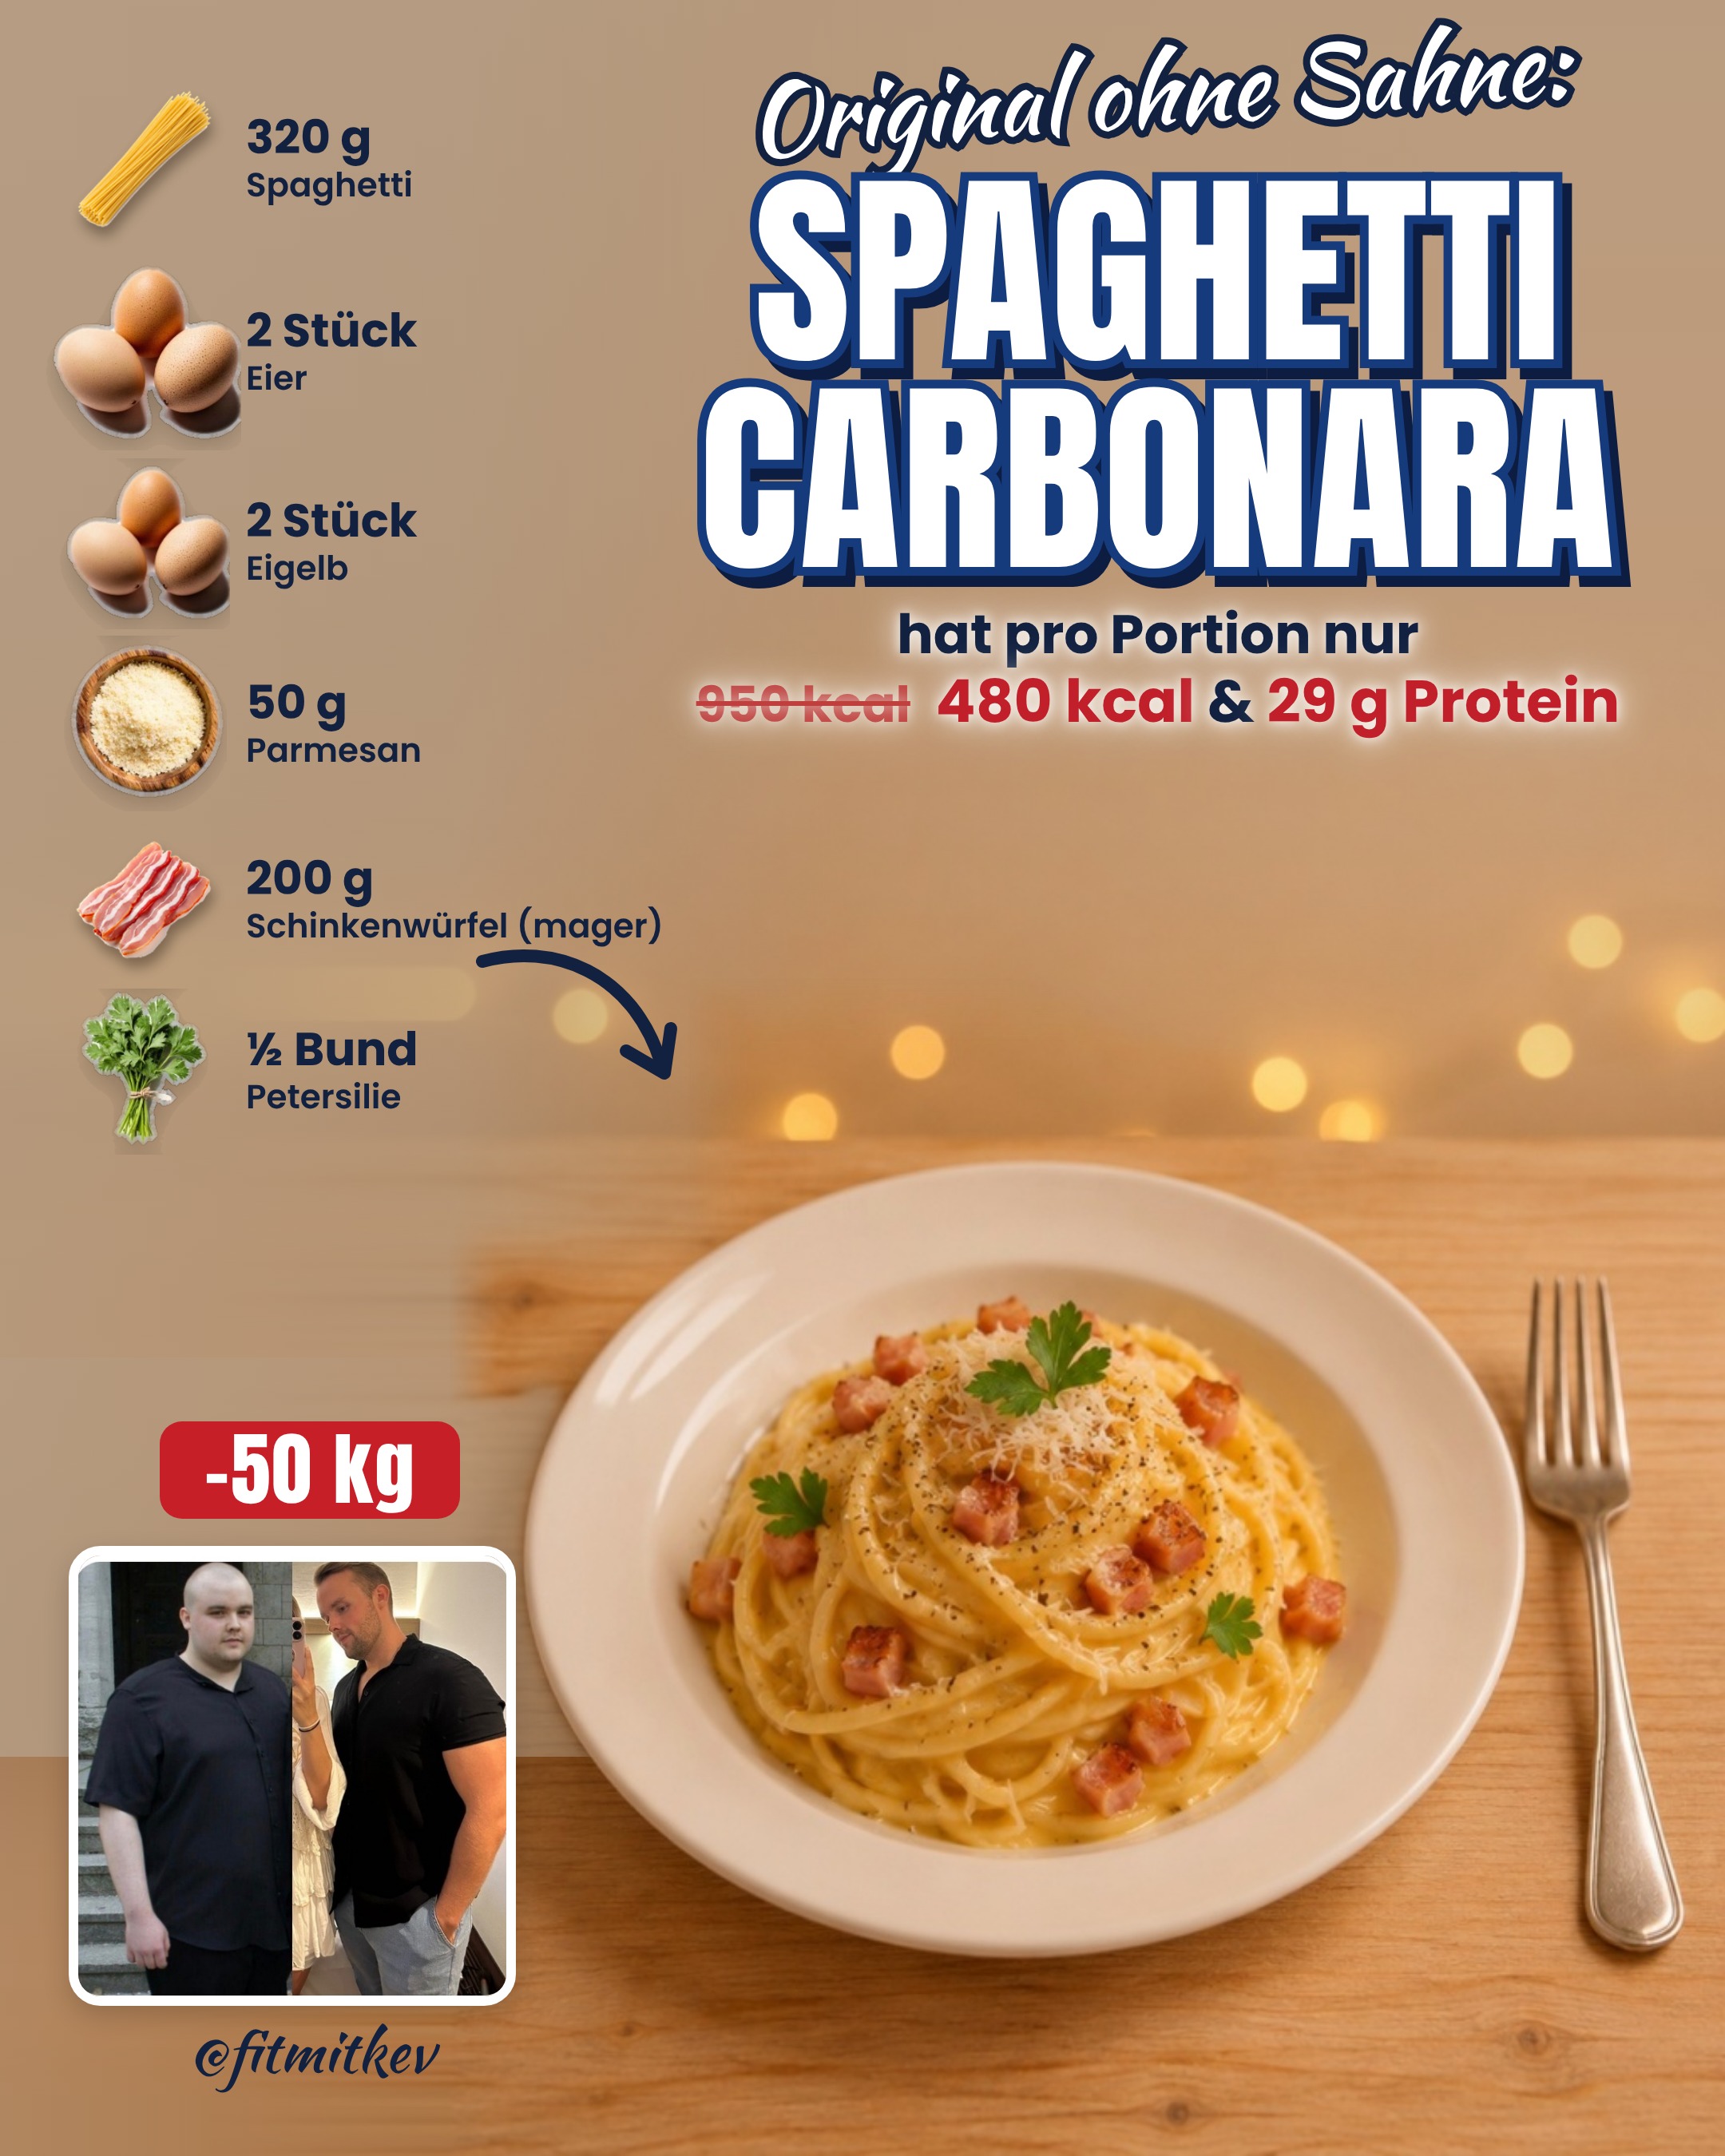 Original ohne Sahne:
SPAGHETTI
CARBONARA
hat pro Portion nur
950 kcal 480 kcal & 29 g Protein
320 g
Spaghetti
2 Stück
Eier
2 Stück
Eigelb
50 g
Parmesan
200 g
Schinkenwürfel (mager)
½ Bund
Petersilie
-50 kg
@fitmitkev